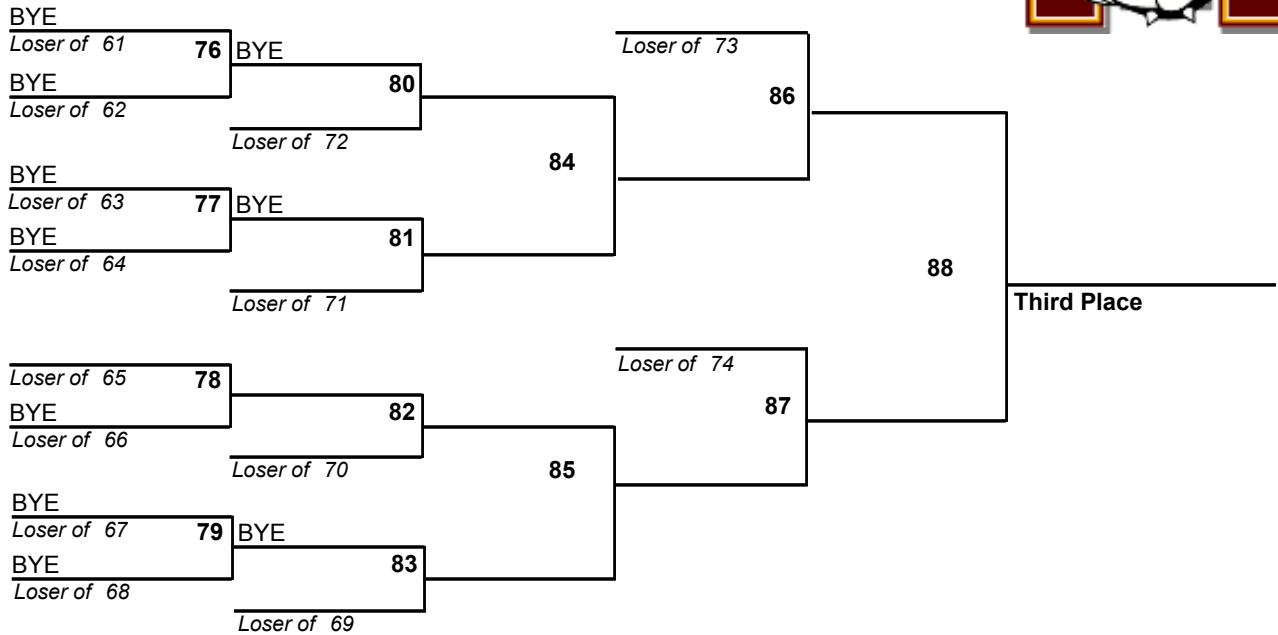 BYE
Loser of 61
76
BYE
BYE
Loser of 62
80
Loser of 72
BYE
Loser of 63
77
BYE
BYE
Loser of 64
81
Loser of 71
84
Loser of 73
86
88
Third Place
Loser of 65
78
BYE
Loser of 66
82
Loser of 70
BYE
Loser of 67
79
BYE
BYE
Loser of 68
83
Loser of 69
85
Loser of 74
87